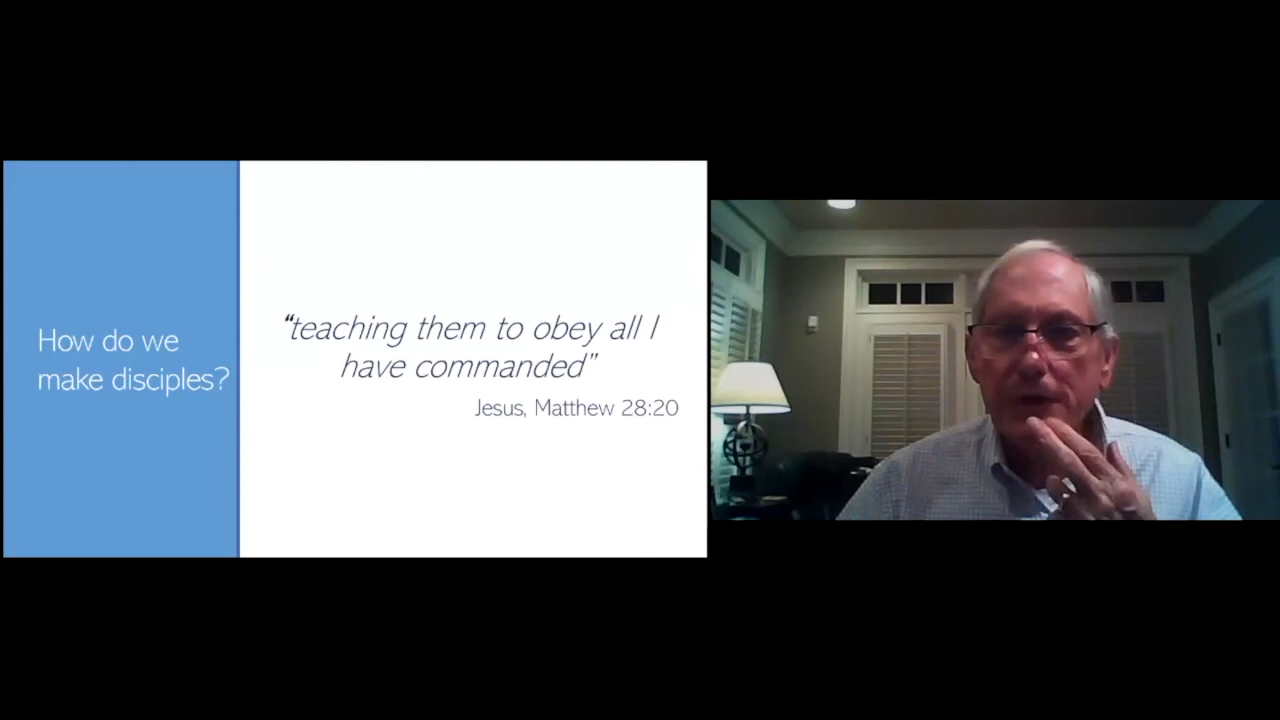 How do we
make disciples?
“teaching them to obey all I
have commanded”
Jesus, Matthew 28:20